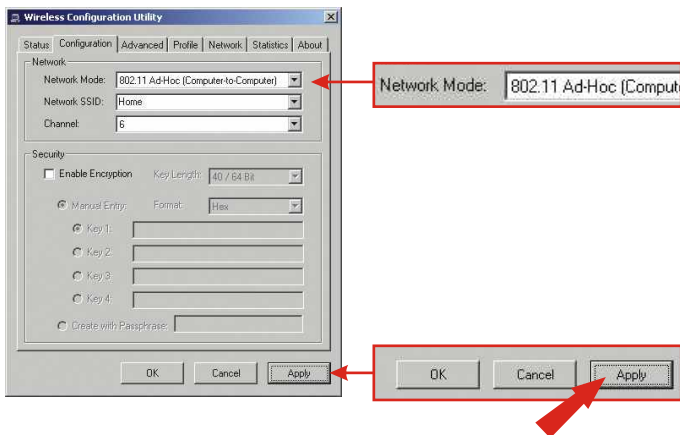 Wireless Configuration Utility
Status Configuration Advanced Profile Network Statistics About
Network
Network Mode: 802.11 Ad-Hoc (Computer-to-Computer)
Network SSID: Home
Channel: 6
Security
Enable Encryption Key Length: 40 / 64 Bit
Manual Entry: Format: Hex
Key 1:
Key 2:
Key 3:
Key 4:
Create with Passphrase:
OK Cancel Apply
Network Mode: 802.11 Ad-Hoc (Compute
OK Cancel Apply